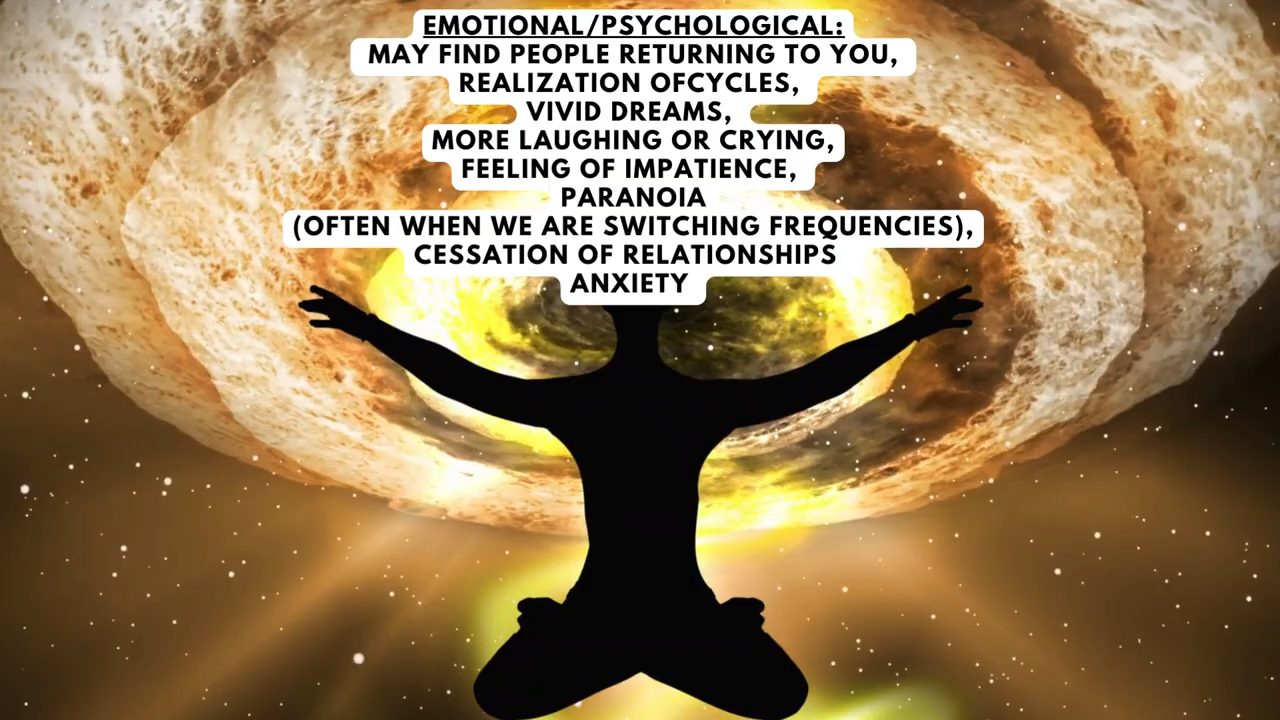 EMOTIONAL/PSYCHOLOGICAL:
MAY FIND PEOPLE RETURNING TO YOU,
REALIZATION OFCYCLES,
VIVID DREAMS,
MORE LAUGHING OR CRYING,
FEELING OF IMPATIENCE,
PARANOIA
(OFTEN WHEN WE ARE SWITCHING FREQUENCIES),
CESSATION OF RELATIONSHIPS
ANXIETY